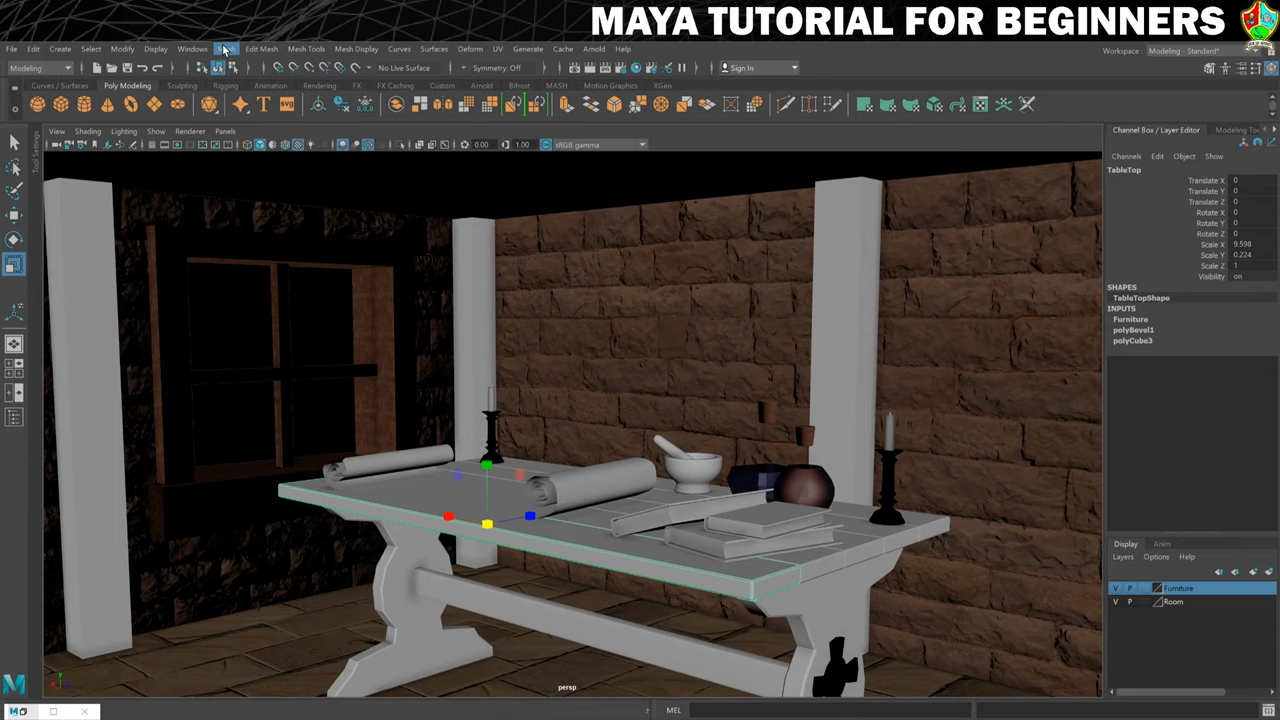 MAYA TUTORIAL FOR BEGINNERS
File Edit Create Select Modify Display Windows Mesh Edit Mesh Mesh Tools Mesh Display Curves Surfaces Deform UV Generate Cache Arnold Help
Workspace: Modeling - Standard*
Modeling No Live Surface Symmetry: Off Sign In
Curves / Surfaces Poly Modeling Sculpting Rigging Animation Rendering FX FX Caching Custom Arnold Bifrost MASH Motion Graphics XGen
View Shading Lighting Show Renderer Panels
Channel Box / Layer Editor Modeling To
0.00 1.00 sRGB gamma
Tool Settings
Channels Edit Object Show
TableTop
Translate X 0
Translate Y 0
Translate Z 0
Rotate X 0
Rotate Y 0
Rotate Z 0
Scale X 9.598
Scale Y 0.224
Scale Z 1
Visibility on
SHAPES
TableTopShape
INPUTS
Furniture
polyBevel1
polyCube3
Display Anim
Layers Options Help
V P Furniture
V P Room
persp
y
MEL